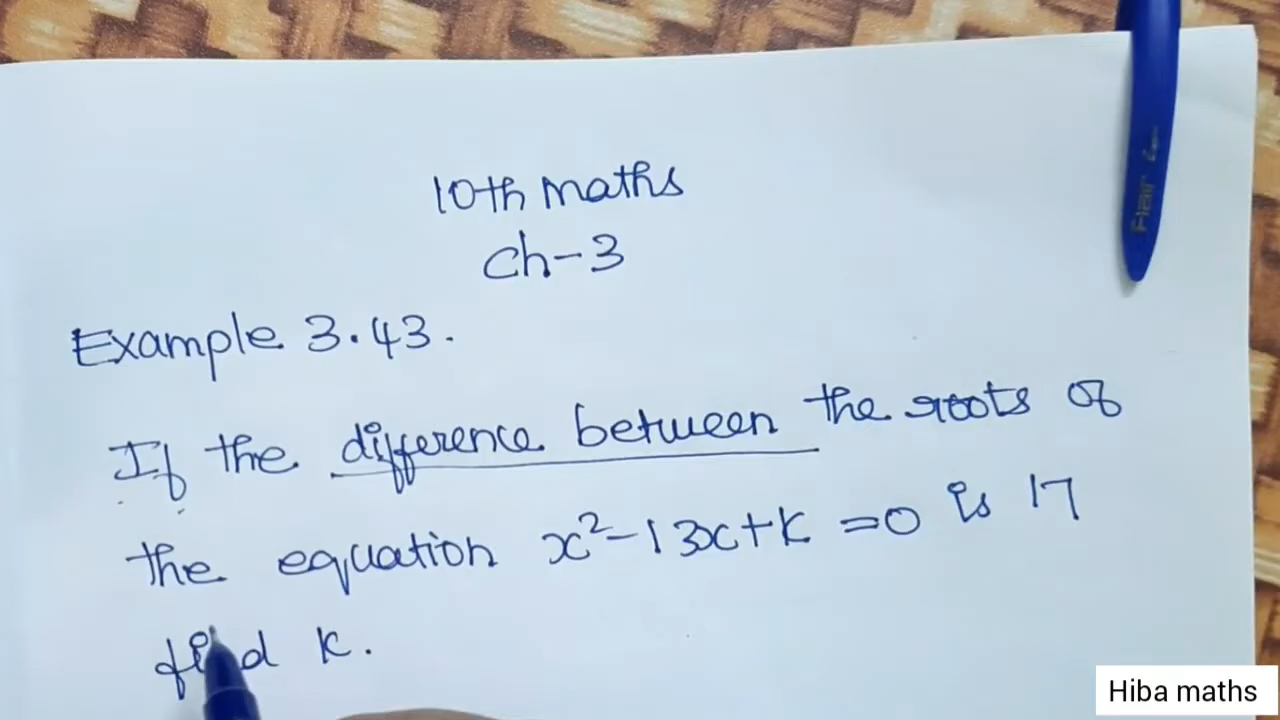 10th maths
Ch-3
Example 3.43.
If the difference between the roots of
the equation x²-13x+k =0 is 17
find k.
Flair
Hiba maths